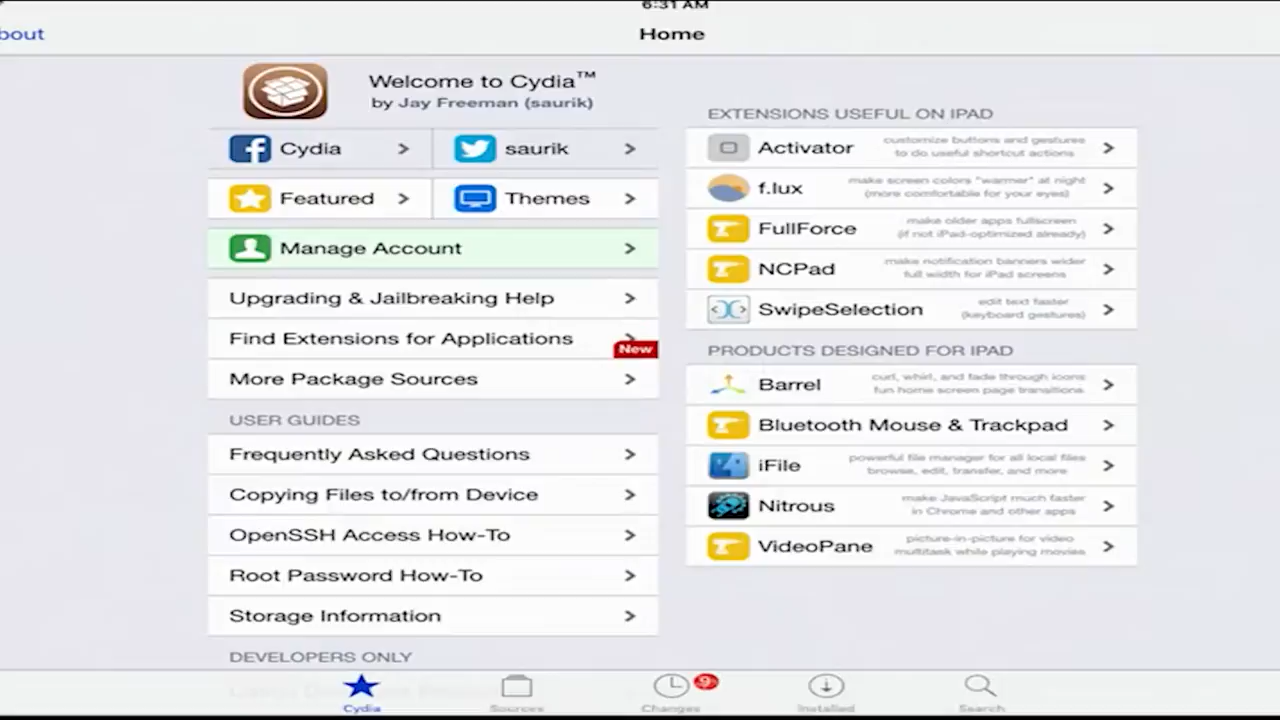 6:31 AM
bout
Home
Welcome to Cydia™
by Jay Freeman (saurik)
Cydia
saurik
Featured
Themes
Manage Account
Upgrading & Jailbreaking Help
Find Extensions for Applications
New
More Package Sources
USER GUIDES
Frequently Asked Questions
Copying Files to/from Device
OpenSSH Access How-To
Root Password How-To
Storage Information
DEVELOPERS ONLY
EXTENSIONS USEFUL ON IPAD
Activator
customize buttons and gestures
to do useful shortcut actions
f.lux
make screen colors "warmer" at night
(more comfortable for your eyes)
FullForce
make older apps fullscreen
(if not iPad-optimized already)
NCPad
make notification banners wider
full width for iPad screens
SwipeSelection
edit text faster
(keyboard gestures)
PRODUCTS DESIGNED FOR IPAD
Barrel
curl, whirl, and fade through icons
fun home screen page transitions
Bluetooth Mouse & Trackpad
iFile
powerful file manager for all local files
browse, edit, transfer, and more
Nitrous
make JavaScript much faster
in Chrome and other apps
VideoPane
picture-in-picture for video
multitask while playing movies
Cydia
Sources
Changes
9
Installed
Search